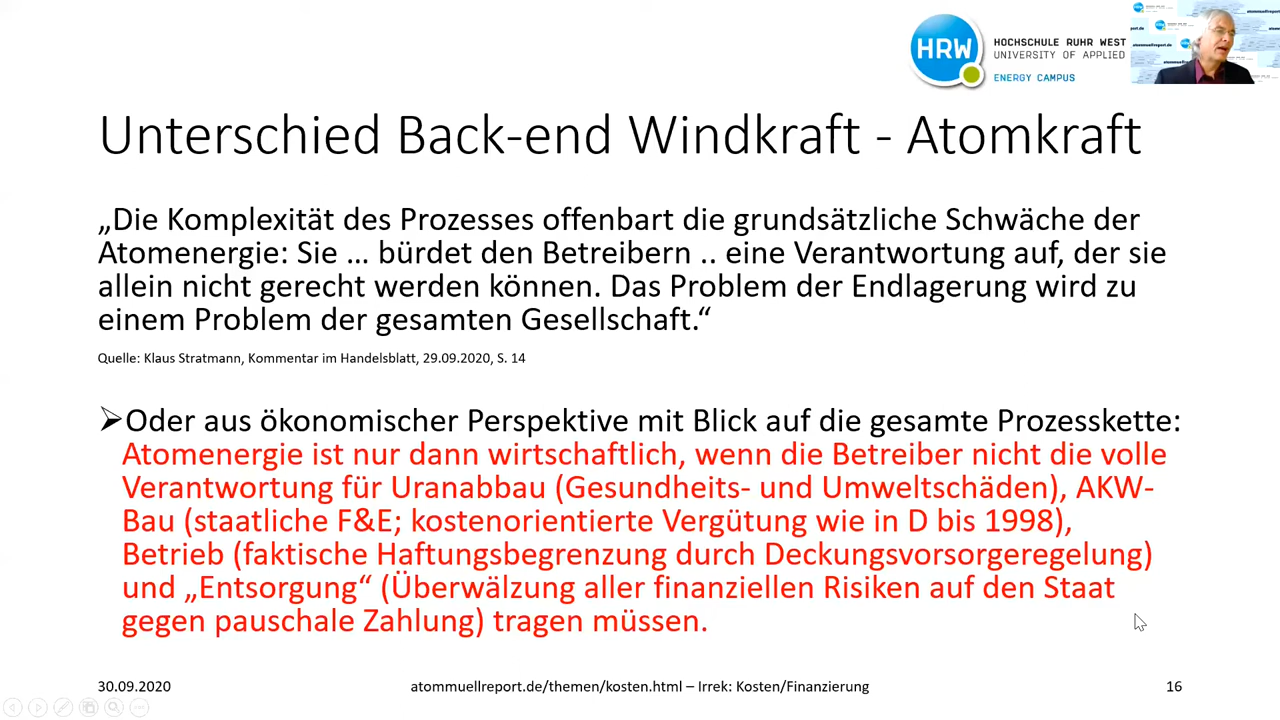 HRW
HOCHSCHULE RUHR WEST
UNIVERSITY OF APPLIED
ENERGY CAMPUS
Unterschied Back-end Windkraft - Atomkraft
„Die Komplexität des Prozesses offenbart die grundsätzliche Schwäche der
Atomenergie: Sie ... bürdet den Betreibern .. eine Verantwortung auf, der sie
allein nicht gerecht werden können. Das Problem der Endlagerung wird zu
einem Problem der gesamten Gesellschaft.“
Quelle: Klaus Stratmann, Kommentar im Handelsblatt, 29.09.2020, S. 14
Oder aus ökonomischer Perspektive mit Blick auf die gesamte Prozesskette:
Atomenergie ist nur dann wirtschaftlich, wenn die Betreiber nicht die volle
Verantwortung für Uranabbau (Gesundheits- und Umweltschäden), AKW-
Bau (staatliche F&E; kostenorientierte Vergütung wie in D bis 1998),
Betrieb (faktische Haftungsbegrenzung durch Deckungsvorsorgeregelung)
und „Entsorgung“ (Überwälzung aller finanziellen Risiken auf den Staat
gegen pauschale Zahlung) tragen müssen.
30.09.2020
atommuellreport.de/themen/kosten.html – Irrek: Kosten/Finanzierung
16